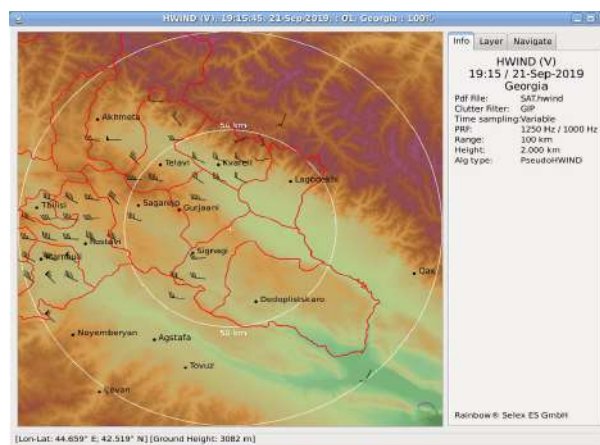 HWIND (V), 19:15:45, 21-Sep-2019, : 01, Georgia : 100%
Info Layer Navigate
HWIND (V)
19:15 / 21-Sep-2019
Georgia
Pdf File: SAT.hwind
Clutter Filter: GIP
Time sampling: Variable
PRF: 1250 Hz / 1000 Hz
Range: 100 km
Height: 2.000 km
Alg type: PseudoHWIND
Akhmeta
50 km
Telavi
Kvareli
Lagodekhi
Tbilisi
Sagarejo
Gurjaani
Rustavi
Signagi
Marneuli
Qax
Dedoplistskaro
50 km
Noyemberyan
Agstafa
Tovuz
Rainbow® Selex ES GmbH
[Lon-Lat: 44.659° E; 42.519° N] [Ground Height: 3082 m]